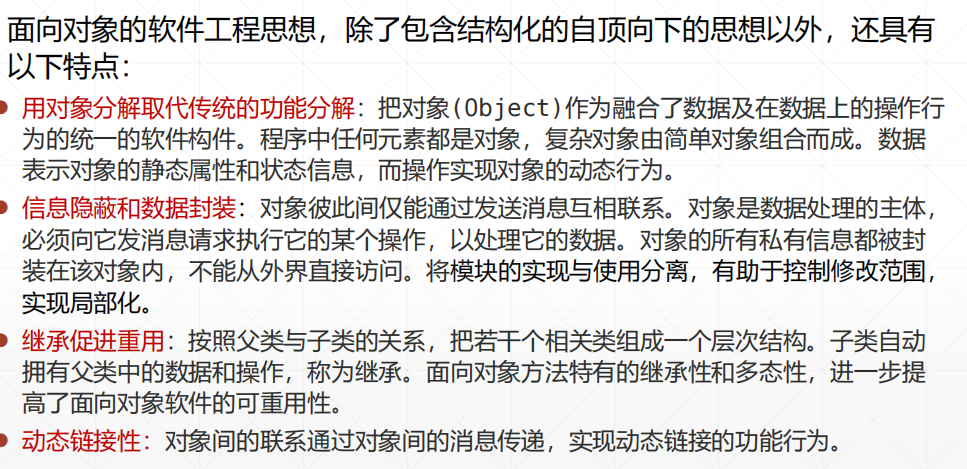 面向对象的软件工程思想，除了包含结构化的自顶向下的思想以外，还具有
以下特点：
用对象分解取代传统的功能分解：把对象(Object)作为融合了数据及在数据上的操作行
为的统一的软件构件。程序中任何元素都是对象，复杂对象由简单对象组合而成。数据
表示对象的静态属性和状态信息，而操作实现对象的动态行为。
信息隐蔽和数据封装：对象彼此间仅能通过发送消息互相联系。对象是数据处理的主体，
必须向它发消息请求执行它的某个操作，以处理它的数据。对象的所有私有信息都被封
装在该对象内，不能从外界直接访问。将模块的实现与使用分离，有助于控制修改范围，
实现局部化。
继承促进重用：按照父类与子类的关系，把若干个相关类组成一个层次结构。子类自动
拥有父类中的数据和操作，称为继承。面向对象方法特有的继承性和多态性，进一步提
高了面向对象软件的可重用性。
动态链接性：对象间的联系通过对象间的消息传递，实现动态链接的功能行为。